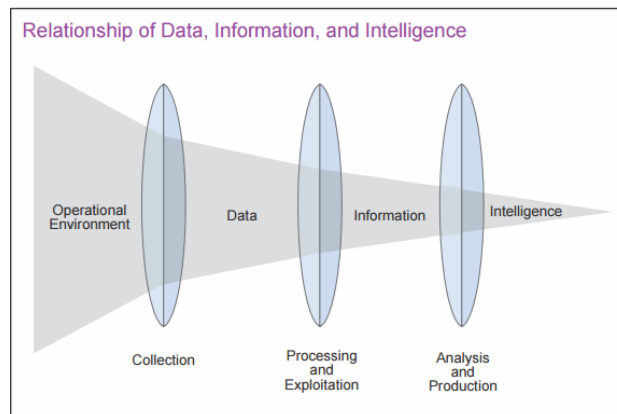 Relationship of Data, Information, and Intelligence
Operational
Environment
Data
Information
Intelligence
Collection
Processing
and
Exploitation
Analysis
and
Production